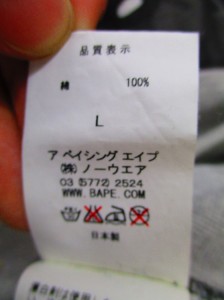 品質表示
綿 100%
L
ア ベイシング エイプ
㈱ ノーウエア
03 (5772) 2524
WWW.BAPE.COM
日本製